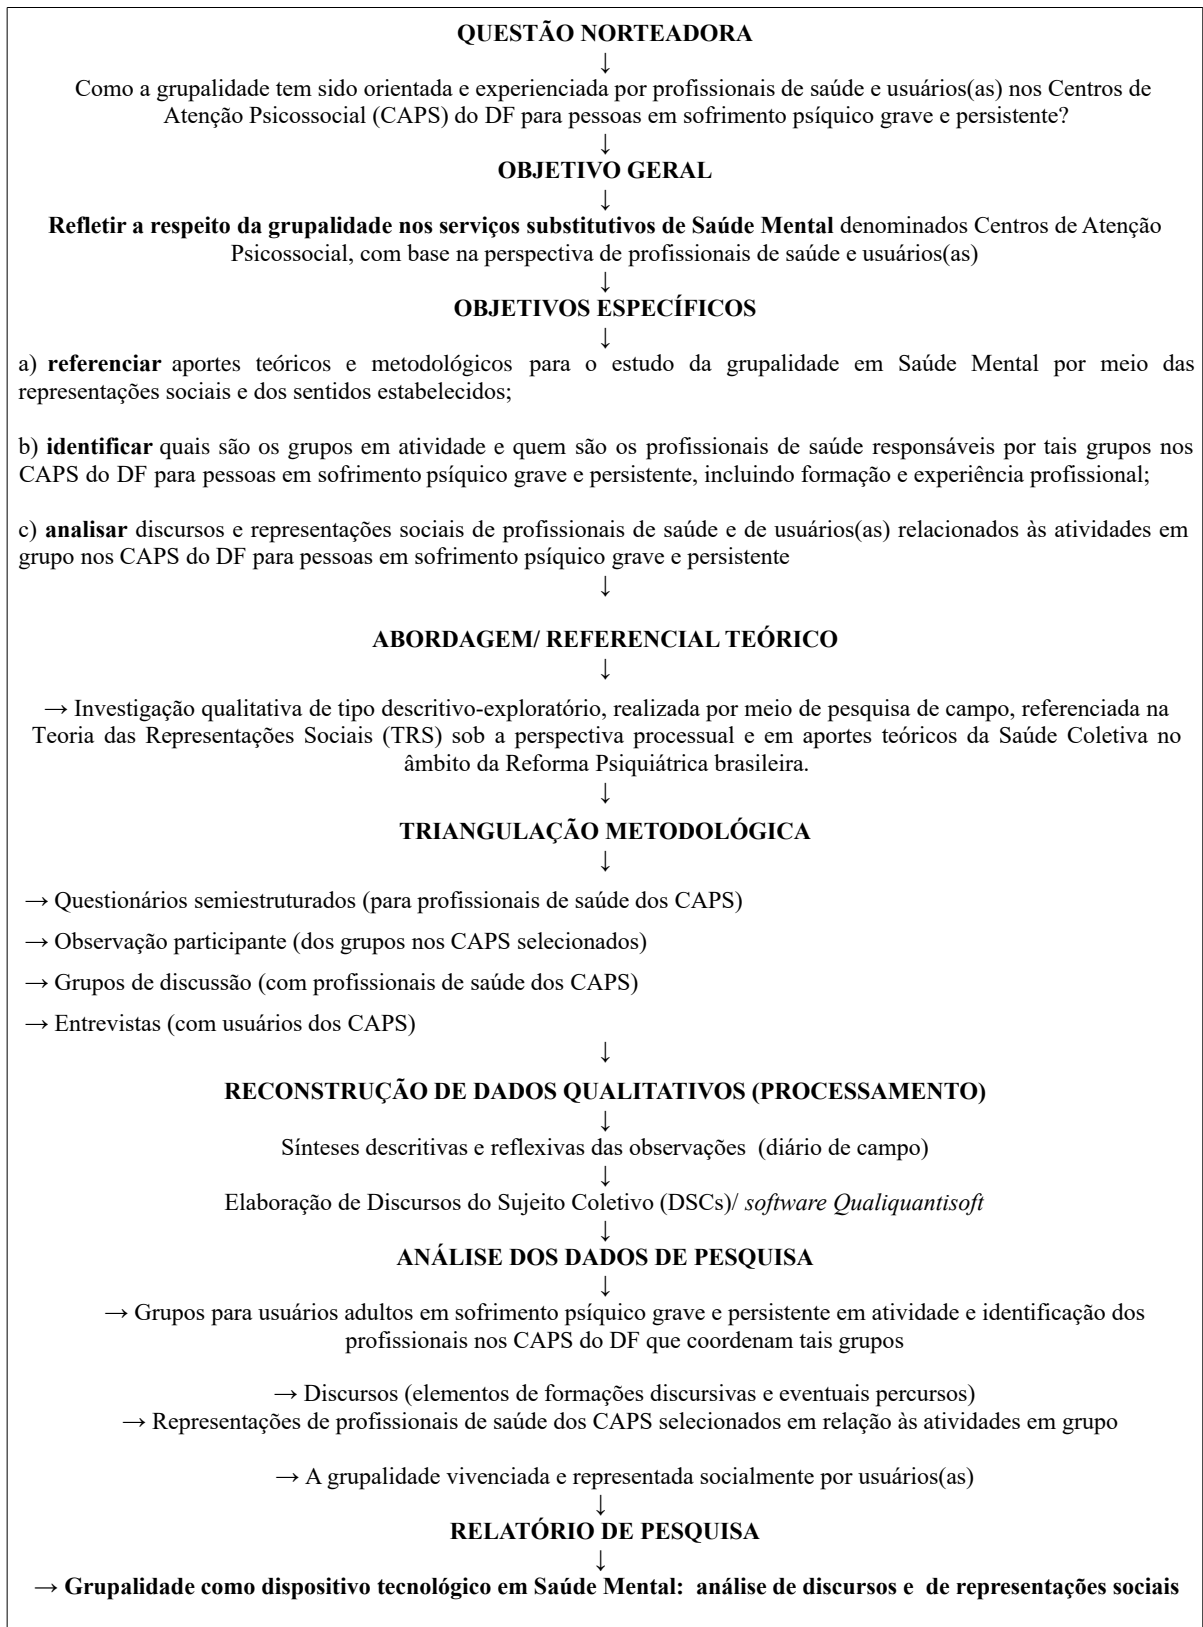 QUESTÃO NORTEADORA
↓
Como a grupalidade tem sido orientada e experienciada por profissionais de saúde e usuários(as) nos Centros de
Atenção Psicossocial (CAPS) do DF para pessoas em sofrimento psíquico grave e persistente?
↓
OBJETIVO GERAL
↓
Refletir a respeito da grupalidade nos serviços substitutivos de Saúde Mental denominados Centros de Atenção
Psicossocial, com base na perspectiva de profissionais de saúde e usuários(as)
↓
OBJETIVOS ESPECÍFICOS
↓
a) referenciar aportes teóricos e metodológicos para o estudo da grupalidade em Saúde Mental por meio das
representações sociais e dos sentidos estabelecidos;
b) identificar quais são os grupos em atividade e quem são os profissionais de saúde responsáveis por tais grupos nos
CAPS do DF para pessoas em sofrimento psíquico grave e persistente, incluindo formação e experiência profissional;
c) analisar discursos e representações sociais de profissionais de saúde e de usuários(as) relacionados às atividades em
grupo nos CAPS do DF para pessoas em sofrimento psíquico grave e persistente
↓
ABORDAGEM/ REFERENCIAL TEÓRICO
↓
→ Investigação qualitativa de tipo descritivo-exploratório, realizada por meio de pesquisa de campo, referenciada na
Teoria das Representações Sociais (TRS) sob a perspectiva processual e em aportes teóricos da Saúde Coletiva no
âmbito da Reforma Psiquiátrica brasileira.
↓
TRIANGULAÇÃO METODOLÓGICA
↓
→ Questionários semiestruturados (para profissionais de saúde dos CAPS)
→ Observação participante (dos grupos nos CAPS selecionados)
→ Grupos de discussão (com profissionais de saúde dos CAPS)
→ Entrevistas (com usuários dos CAPS)
↓
RECONSTRUÇÃO DE DADOS QUALITATIVOS (PROCESSAMENTO)
↓
Sínteses descritivas e reflexivas das observações (diário de campo)
↓
Elaboração de Discursos do Sujeito Coletivo (DSCs)/ software Qualiquantisoft
↓
ANÁLISE DOS DADOS DE PESQUISA
↓
→ Grupos para usuários adultos em sofrimento psíquico grave e persistente em atividade e identificação dos
profissionais nos CAPS do DF que coordenam tais grupos
→ Discursos (elementos de formações discursivas e eventuais percursos)
→ Representações de profissionais de saúde dos CAPS selecionados em relação às atividades em grupo
→ A grupalidade vivenciada e representada socialmente por usuários(as)
↓
RELATÓRIO DE PESQUISA
↓
→ Grupalidade como dispositivo tecnológico em Saúde Mental: análise de discursos e de representações sociais